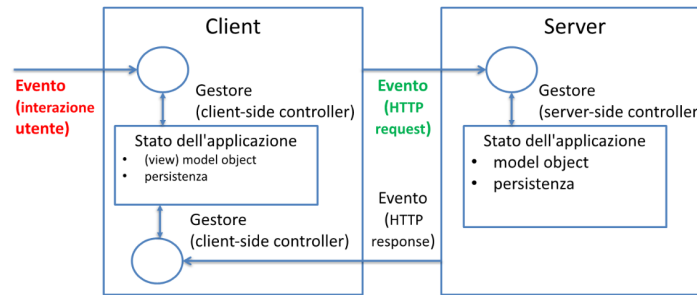 Client
Server
Evento
(interazione
utente)
Gestore
(client-side controller)
Evento
(HTTP
request)
Gestore
(server-side controller)
Stato dell'applicazione
• (view) model object
• persistenza
Stato dell'applicazione
• model object
• persistenza
Gestore
(client-side controller)
Evento
(HTTP
response)